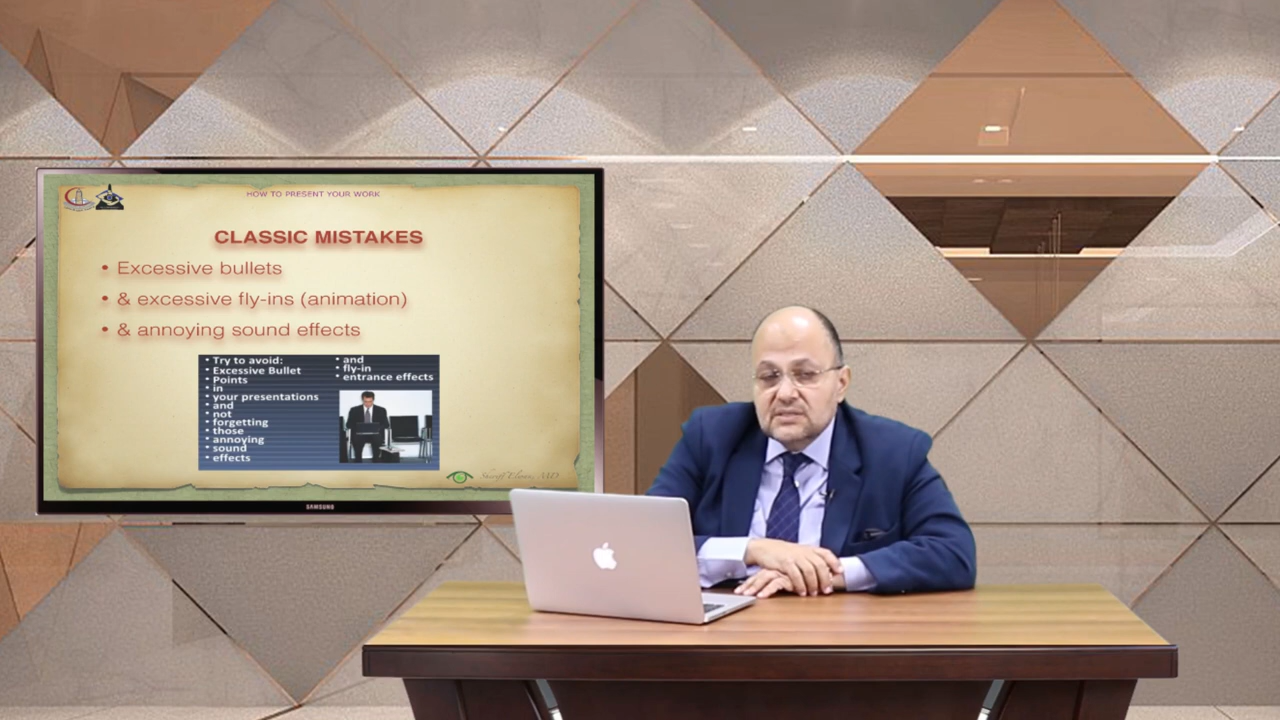 HOW TO PRESENT YOUR WORK
CLASSIC MISTAKES
• Excessive bullets
• & excessive fly-ins (animation)
• & annoying sound effects
• Try to avoid:
• Excessive Bullet
• Points
• in
• your presentations
• and
• not
• forgetting
• those
• annoying
• sound
• effects
• and
• fly-in
• entrance effects
MD
SAMSUNG